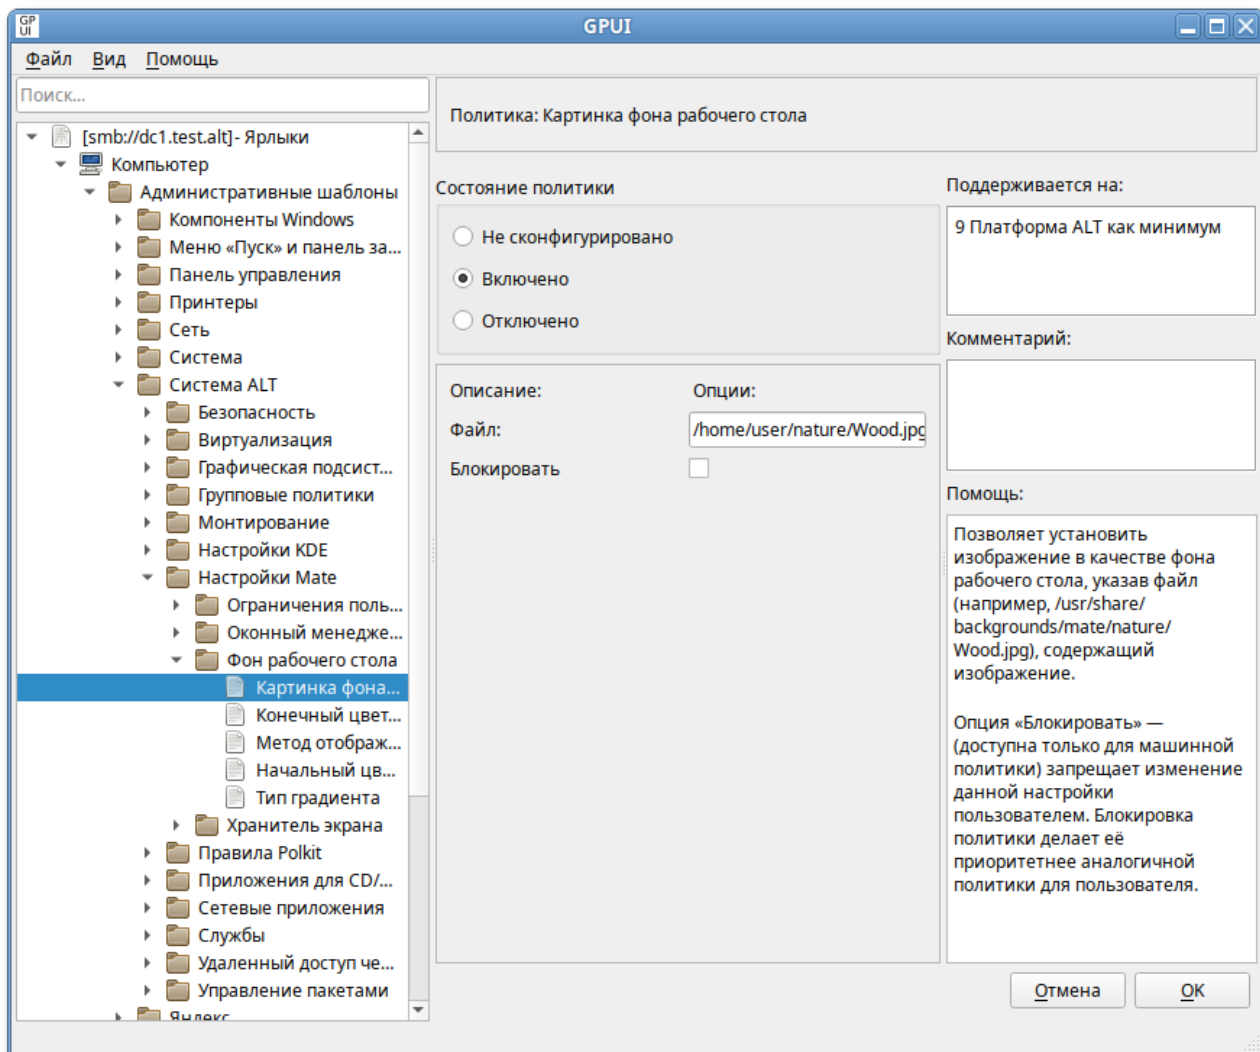 GP
UI
GPUI
Файл Вид Помощь
Поиск...
[smb://dc1.test.alt]- Ярлыки
Компьютер
Административные шаблоны
Компоненты Windows
Меню «Пуск» и панель за...
Панель управления
Принтеры
Сеть
Система
Система ALT
Безопасность
Виртуализация
Графическая подсист...
Групповые политики
Монтирование
Настройки KDE
Настройки Mate
Ограничения поль...
Оконный менедже...
Фон рабочего стола
Картинка фона...
Конечный цвет...
Метод отображ...
Начальный цв...
Тип градиента
Хранитель экрана
Правила Polkit
Приложения для CD/...
Сетевые приложения
Службы
Удаленный доступ че...
Управление пакетами
Яндекс
Политика: Картинка фона рабочего стола
Состояние политики
Не сконфигурировано
Включено
Отключено
Описание: Опции:
Файл: /home/user/nature/Wood.jpg
Блокировать
Поддерживается на:
9 Платформа ALT как минимум
Комментарий:
Помощь:
Позволяет установить
изображение в качестве фона
рабочего стола, указав файл
(например, /usr/share/
backgrounds/mate/nature/
Wood.jpg), содержащий
изображение.
Опция «Блокировать» —
(доступна только для машинной
политики) запрещает изменение
данной настройки
пользователем. Блокировка
политики делает её
приоритетнее аналогичной
политики для пользователя.
Отмена OK